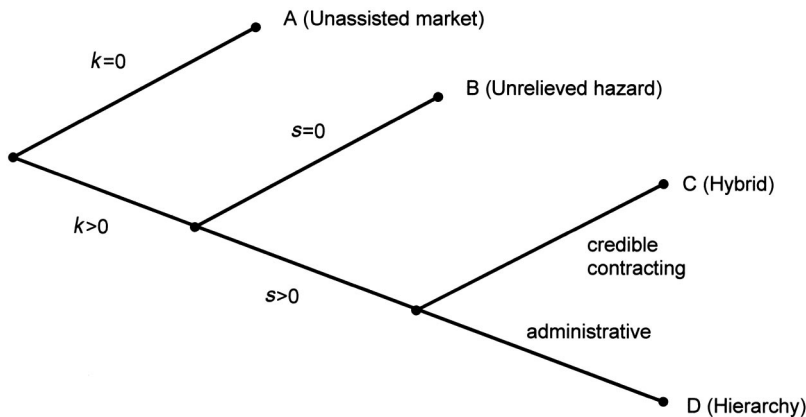 A (Unassisted market)
k=0
B (Unrelieved hazard)
s=0
k>0
C (Hybrid)
credible
contracting
s>0
administrative
D (Hierarchy)